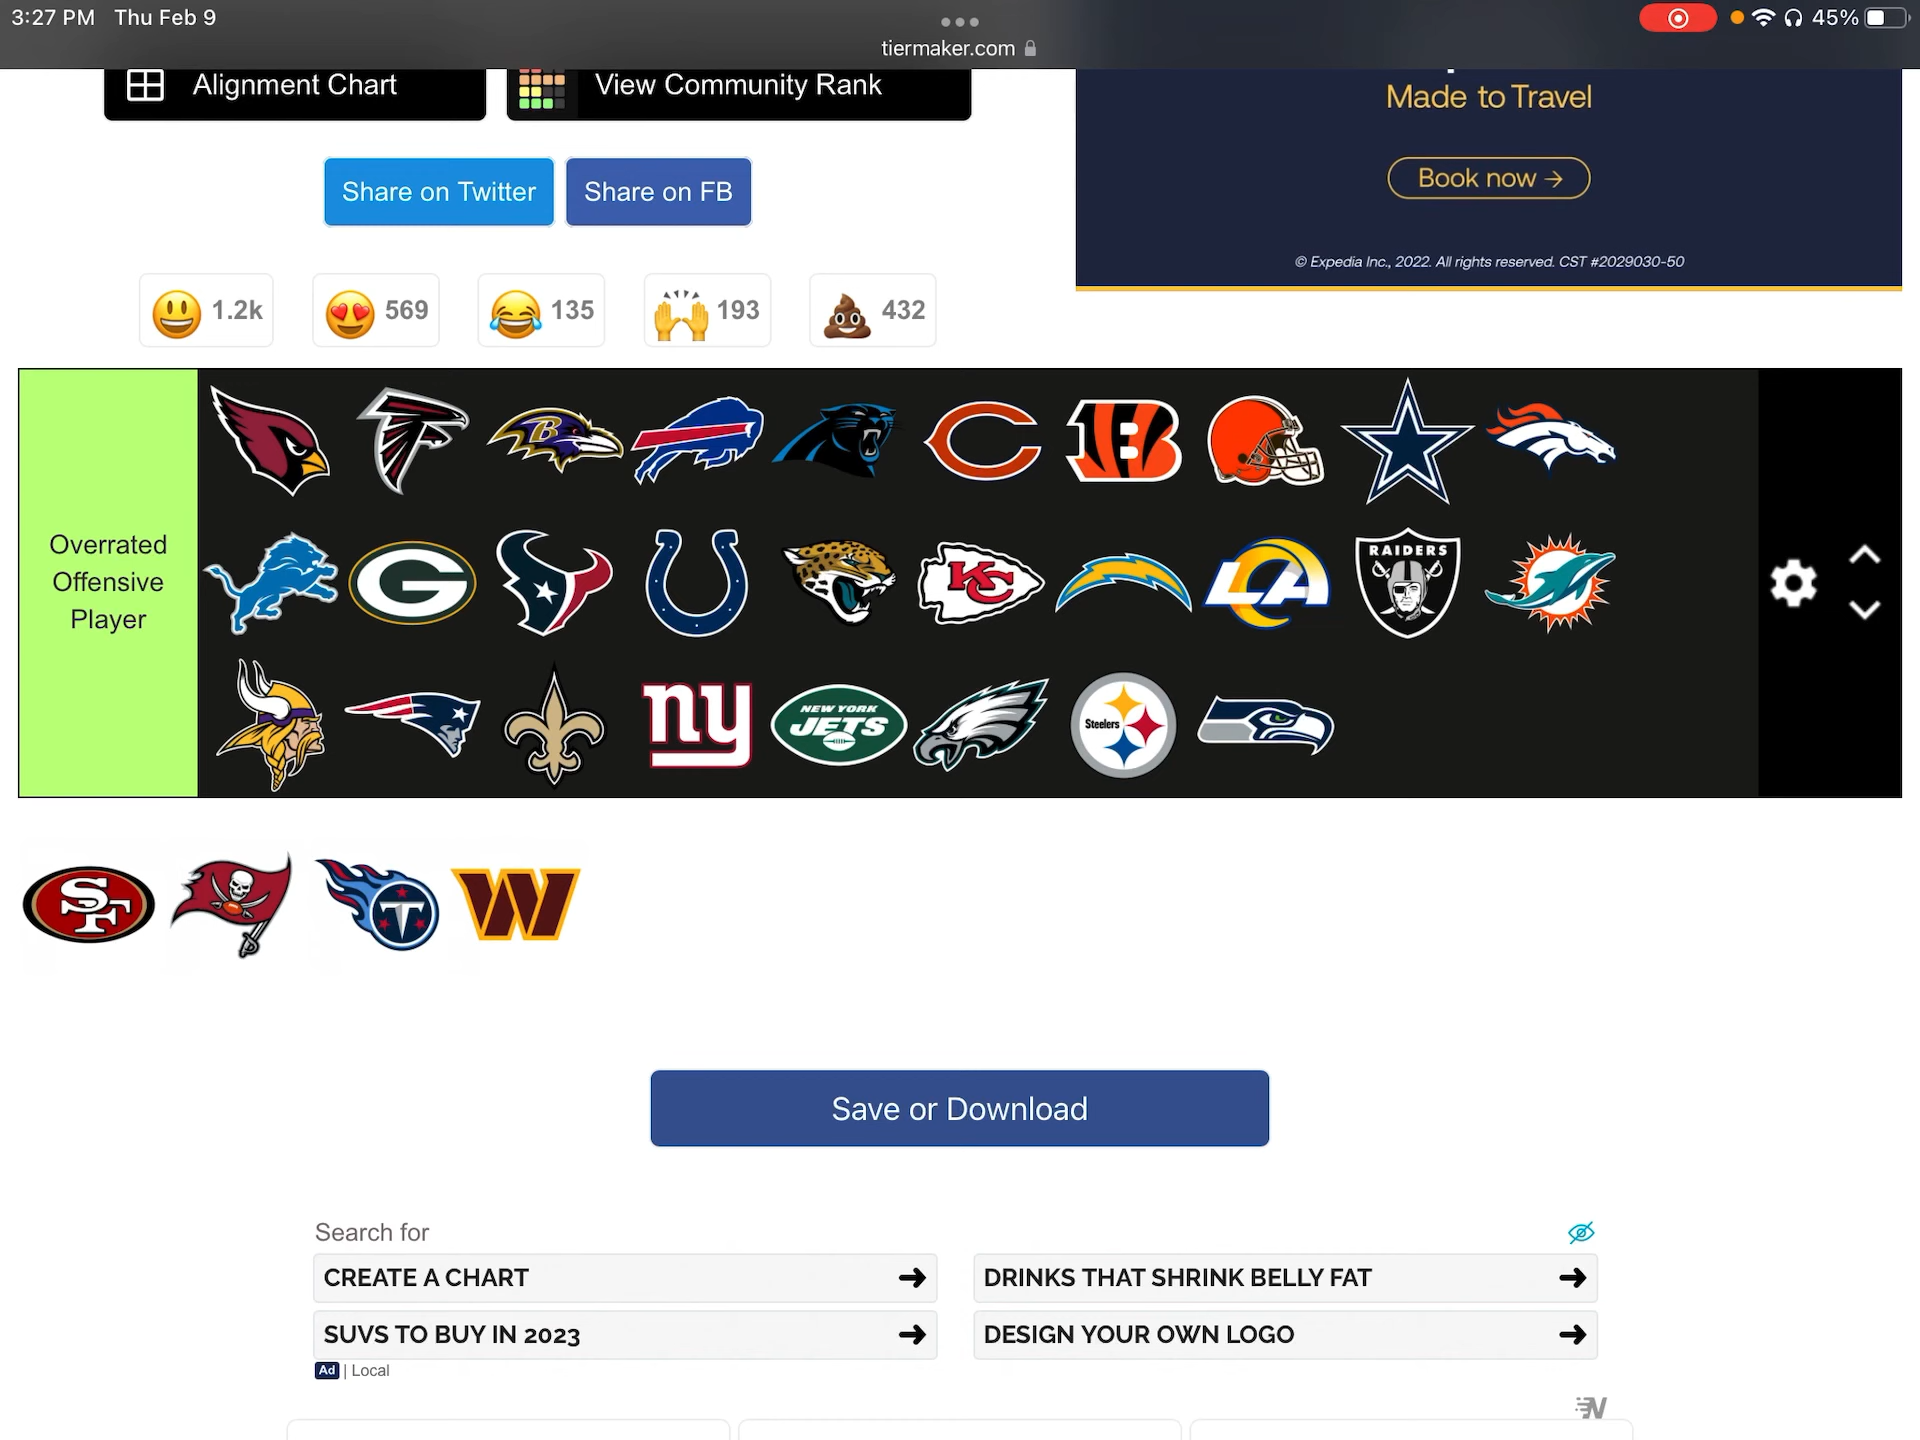 3:27 PM Thu Feb 9
45%
tiermaker.com
Alignment Chart
View Community Rank
Made to Travel
Book now →
© Expedia Inc., 2022. All rights reserved. CST #2029030-50
Share on Twitter
Share on FB
1.2k
569
135
193
432
Overrated
Offensive
Player
B
B
G
KC
LA
RAIDERS
ny
NEW YORK
JETS
Steelers
SF
T
W
Save or Download
Search for
CREATE A CHART
DRINKS THAT SHRINK BELLY FAT
SUVS TO BUY IN 2023
DESIGN YOUR OWN LOGO
Ad | Local
N